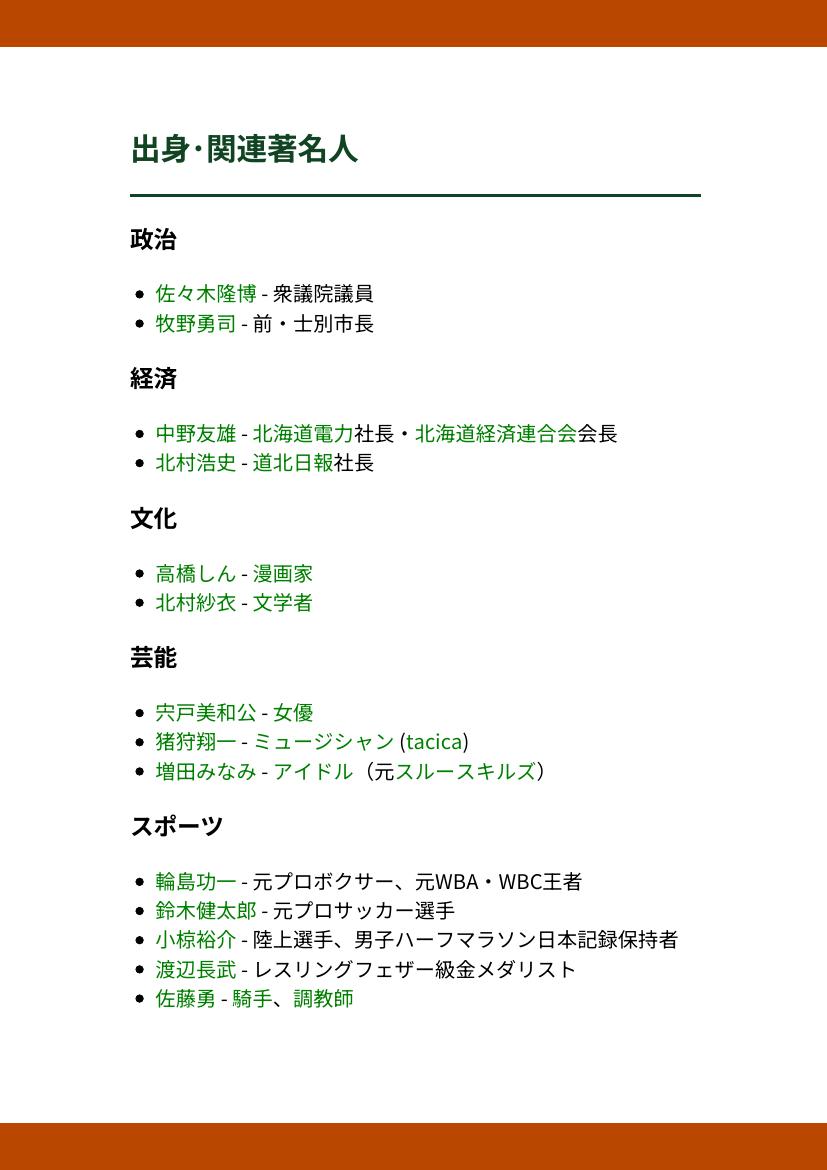 出身·関連著名人
政治
• 佐々木隆博 - 衆議院議員
• 牧野勇司 - 前・士別市長
経済
• 中野友雄 - 北海道電力社長・北海道経済連合会会長
• 北村浩史 - 道北日報社長
文化
• 高橋しん - 漫画家
• 北村紗衣 - 文学者
芸能
• 宍戸美和公 - 女優
• 猪狩翔一 - ミュージシャン (tacica)
• 増田みなみ - アイドル（元スルースキルズ）
スポーツ
• 輪島功一 - 元プロボクサー、元WBA・WBC王者
• 鈴木健太郎 - 元プロサッカー選手
• 小椋裕介 - 陸上選手、男子ハーフマラソン日本記録保持者
• 渡辺長武 - レスリングフェザー級金メダリスト
• 佐藤勇 - 騎手、調教師